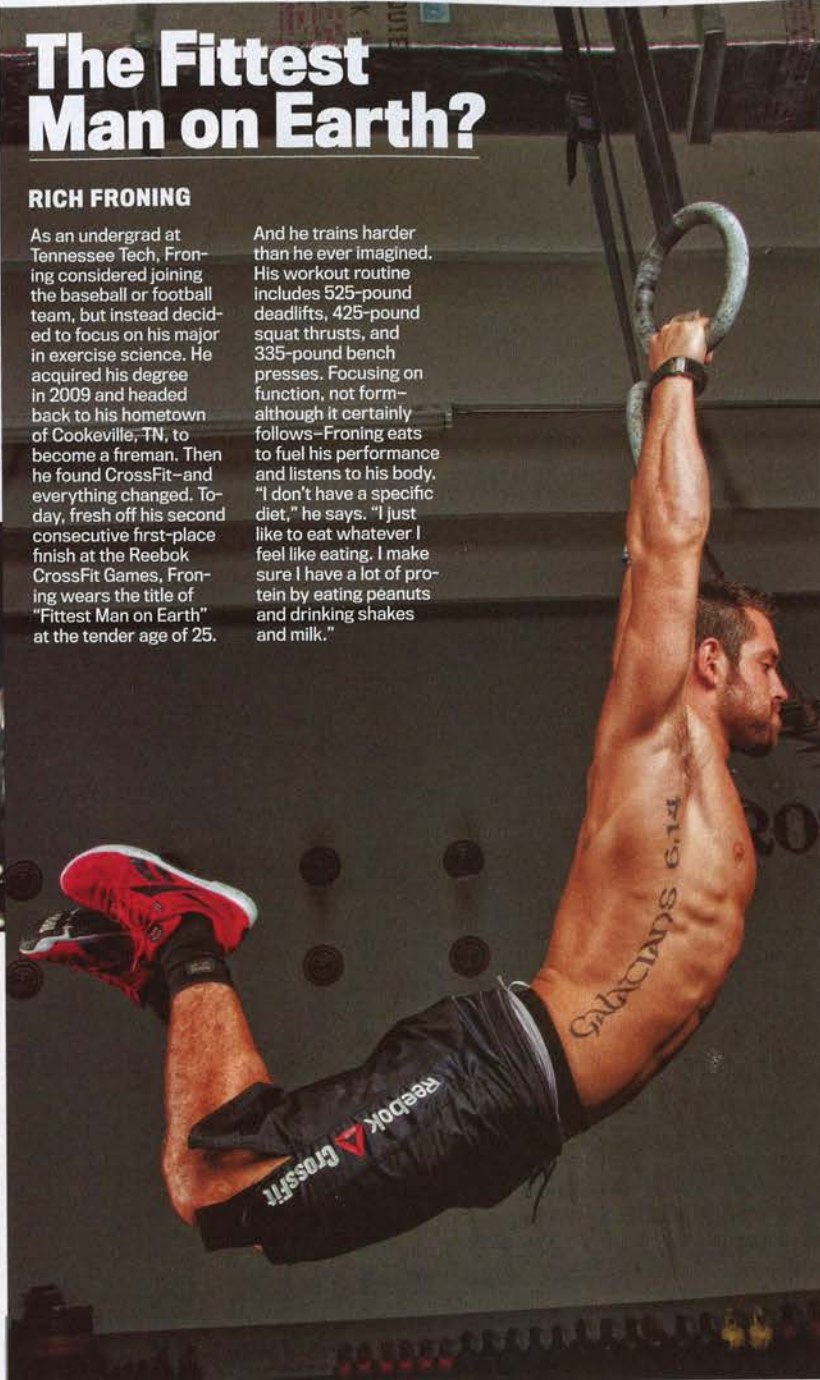 The Fittest
Man on Earth?
RICH FRONING
As an undergrad at
Tennessee Tech, Fron-
ing considered joining
the baseball or football
team, but instead decid-
ed to focus on his major
in exercise science. He
acquired his degree
in 2009 and headed
back to his hometown
of Cookeville, TN, to
become a fireman. Then
he found CrossFit–and
everything changed. To-
day, fresh off his second
consecutive first-place
finish at the Reebok
CrossFit Games, Fron-
ing wears the title of
“Fittest Man on Earth”
at the tender age of 25.
And he trains harder
than he ever imagined.
His workout routine
includes 525-pound
deadlifts, 425-pound
squat thrusts, and
335-pound bench
presses. Focusing on
function, not form–
although it certainly
follows–Froning eats
to fuel his performance
and listens to his body.
“I don’t have a specific
diet,” he says. “I just
like to eat whatever I
feel like eating. I make
sure I have a lot of pro-
tein by eating peanuts
and drinking shakes
and milk.”
Galatians 6:14
Reebok CrossFit